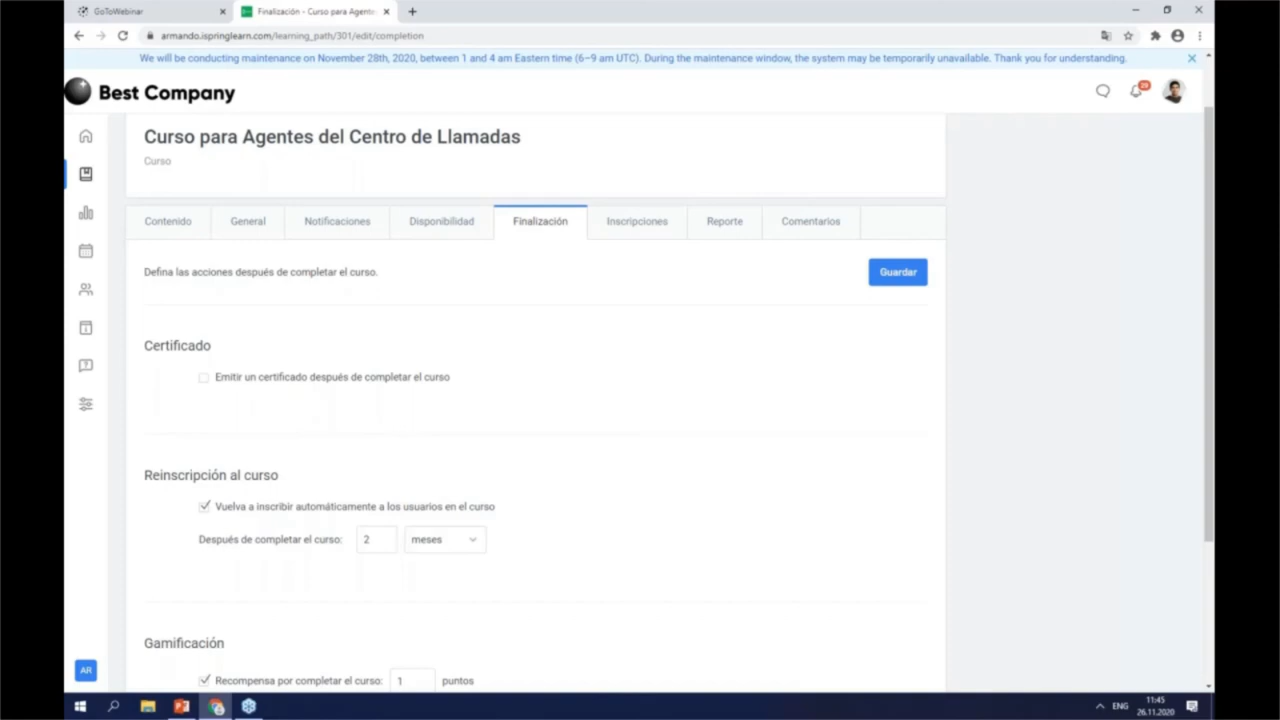 GoToWebinar
Finalización - Curso para Agente
armando.ispringlearn.com/learning_path/301/edit/completion
We will be conducting maintenance on November 28th, 2020, between 1 and 4 am Eastern time (6–9 am UTC). During the maintenance window, the system may be temporarily unavailable. Thank you for understanding.
Best Company
Curso para Agentes del Centro de Llamadas
Curso
Contenido General Notificaciones Disponibilidad Finalización Inscripciones Reporte Comentarios
Defina las acciones después de completar el curso.
Guardar
Certificado
Emitir un certificado después de completar el curso
Reinscripción al curso
Vuelva a inscribir automáticamente a los usuarios en el curso
Después de completar el curso: 2 meses
Gamificación
Recompensa por completar el curso: 1 puntos
AR
ENG
11:45
26.11.2020